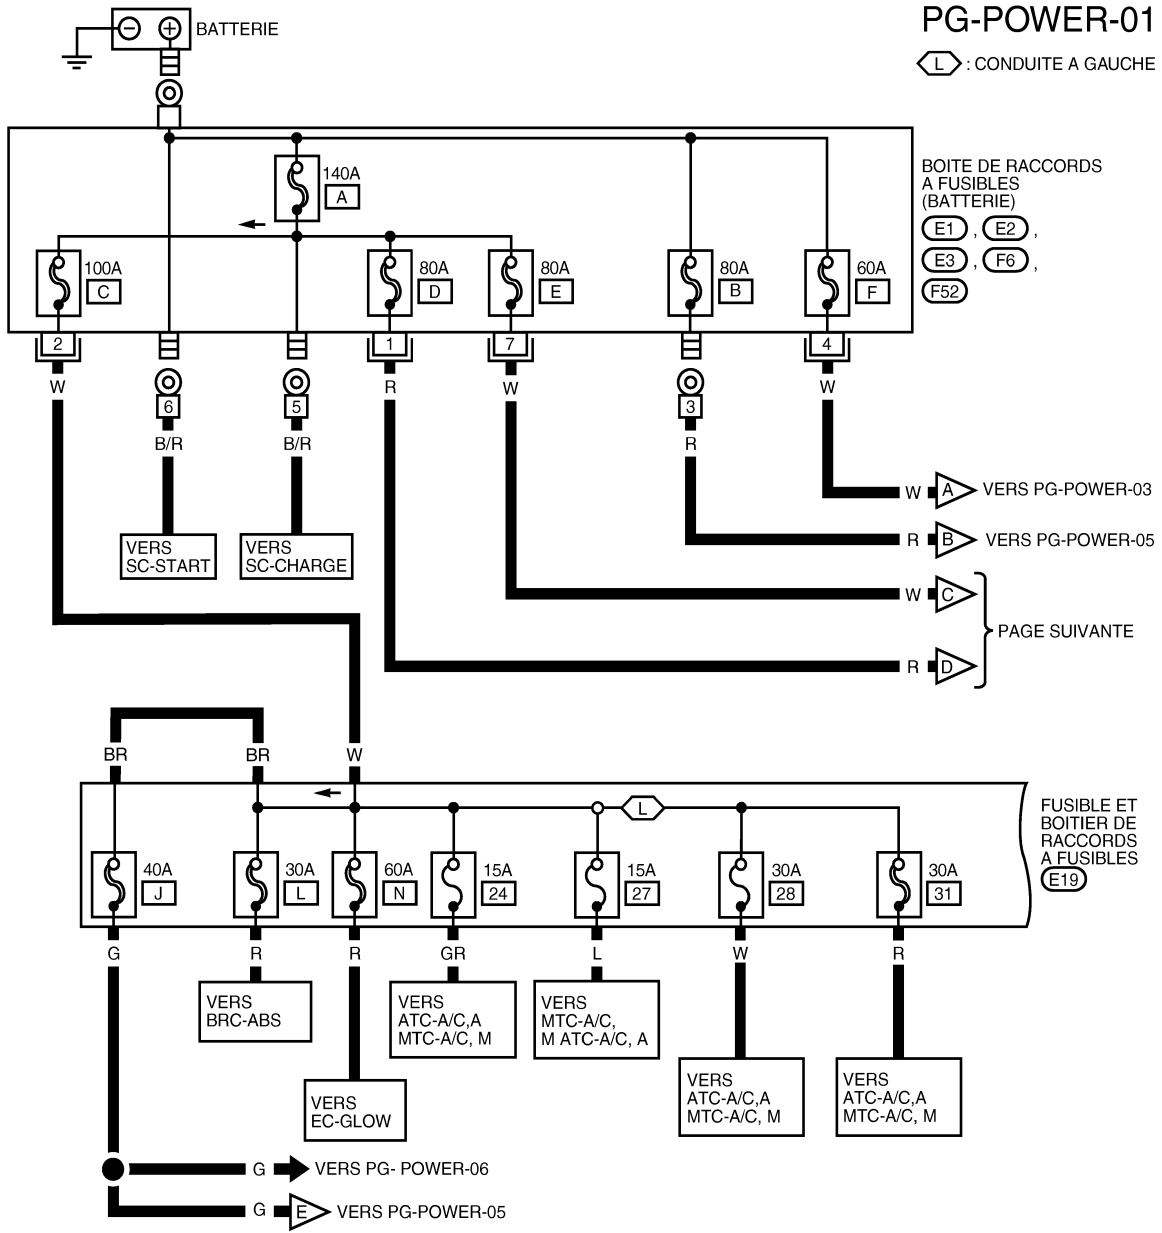 PG-POWER-01
L : CONDUITE A GAUCHE
− + BATTERIE
140A
A
BOITE DE RACCORDS
A FUSIBLES
(BATTERIE)
E1 , E2 ,
E3 , F6 ,
F52
100A
C
80A
D
80A
E
80A
B
60A
F
2 1 7 4
W R W W
6 5 3
B/R B/R R
W A VERS PG-POWER-03
R B VERS PG-POWER-05
VERS
SC-START
VERS
SC-CHARGE
W C
PAGE SUIVANTE
R D
BR BR W
L
FUSIBLE ET
BOITIER DE
RACCORDS
A FUSIBLES
E19
40A
J
30A
L
60A
N
15A
24
15A
27
30A
28
30A
31
G R R GR L W R
VERS
BRC-ABS
VERS
ATC-A/C,A
MTC-A/C, M
VERS
MTC-A/C,
M ATC-A/C, A
VERS
EC-GLOW
VERS
ATC-A/C,A
MTC-A/C, M
VERS
ATC-A/C,A
MTC-A/C, M
G VERS PG- POWER-06
G E VERS PG-POWER-05